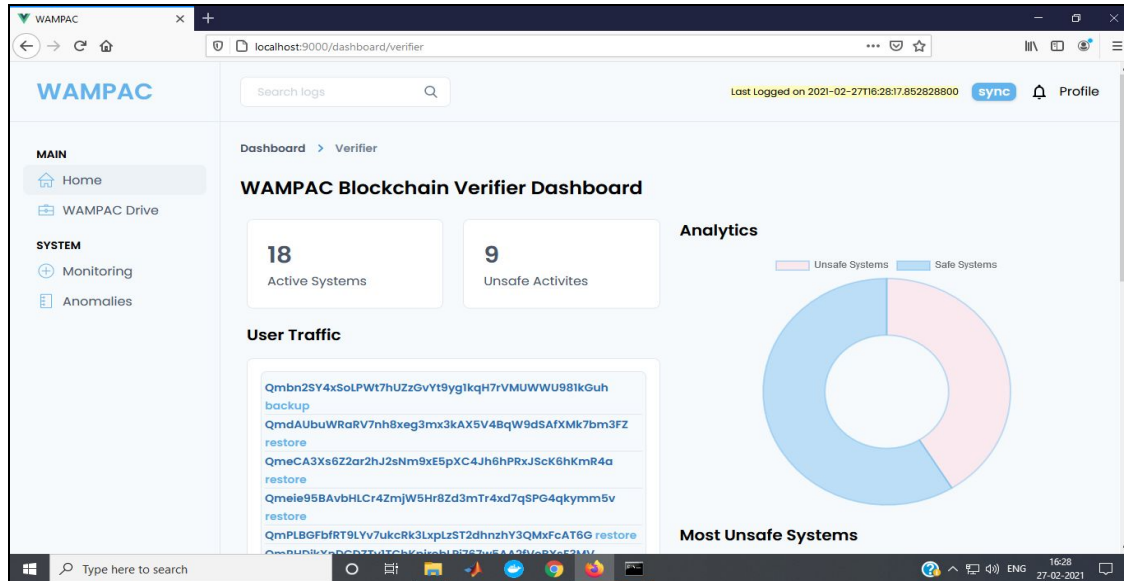 WAMPAC
localhost:9000/dashboard/verifier
WAMPAC
Search logs
Last Logged on 2021-02-27T16:28:17.852828800
sync
Profile
MAIN
Home
WAMPAC Drive
SYSTEM
Monitoring
Anomalies
Dashboard > Verifier
WAMPAC Blockchain Verifier Dashboard
18
Active Systems
9
Unsafe Activites
User Traffic
Qmbn2SY4xSoLPWt7hUZzGvYt9yg1kqH7rVMUWWU981kGuh
backup
QmdAUbuWRaRV7nh8xeg3mx3kAX5V4BqW9dSAfXMk7bm3FZ
restore
QmeCA3Xs6Z2ar2hJ2sNm9xE5pXC4Jh6hPRxJScK6hKmR4a
restore
Qmeie95BAvbHLCr4ZmjW5Hr8Zd3mTr4xd7qSPG4qkymm5v
restore
QmPLBGFbfRT9LYv7ukcRk3LxpLzST2dhnzhY3QMxFcAT6G restore
Analytics
Unsafe Systems
Safe Systems
Most Unsafe Systems
Type here to search
ENG
16:28
27-02-2021